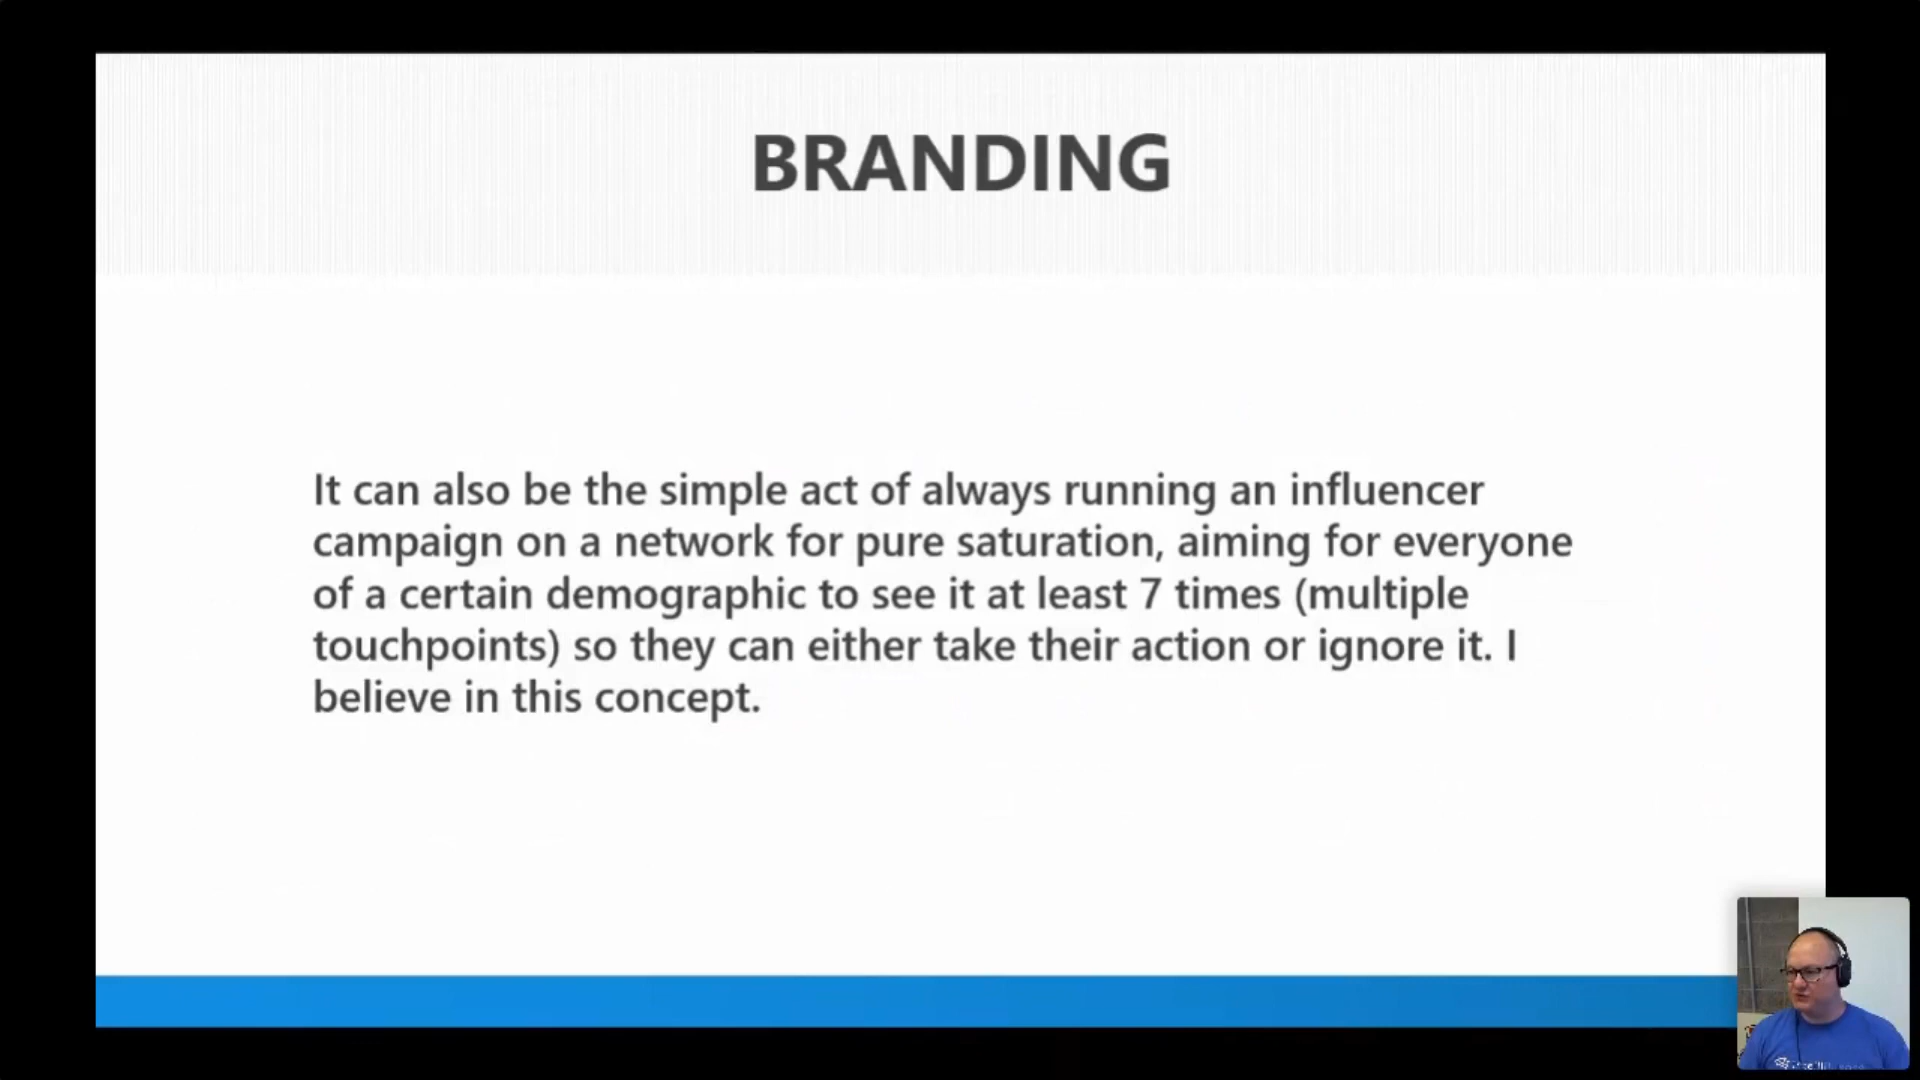 BRANDING
It can also be the simple act of always running an influencer
campaign on a network for pure saturation, aiming for everyone
of a certain demographic to see it at least 7 times (multiple
touchpoints) so they can either take their action or ignore it. I
believe in this concept.